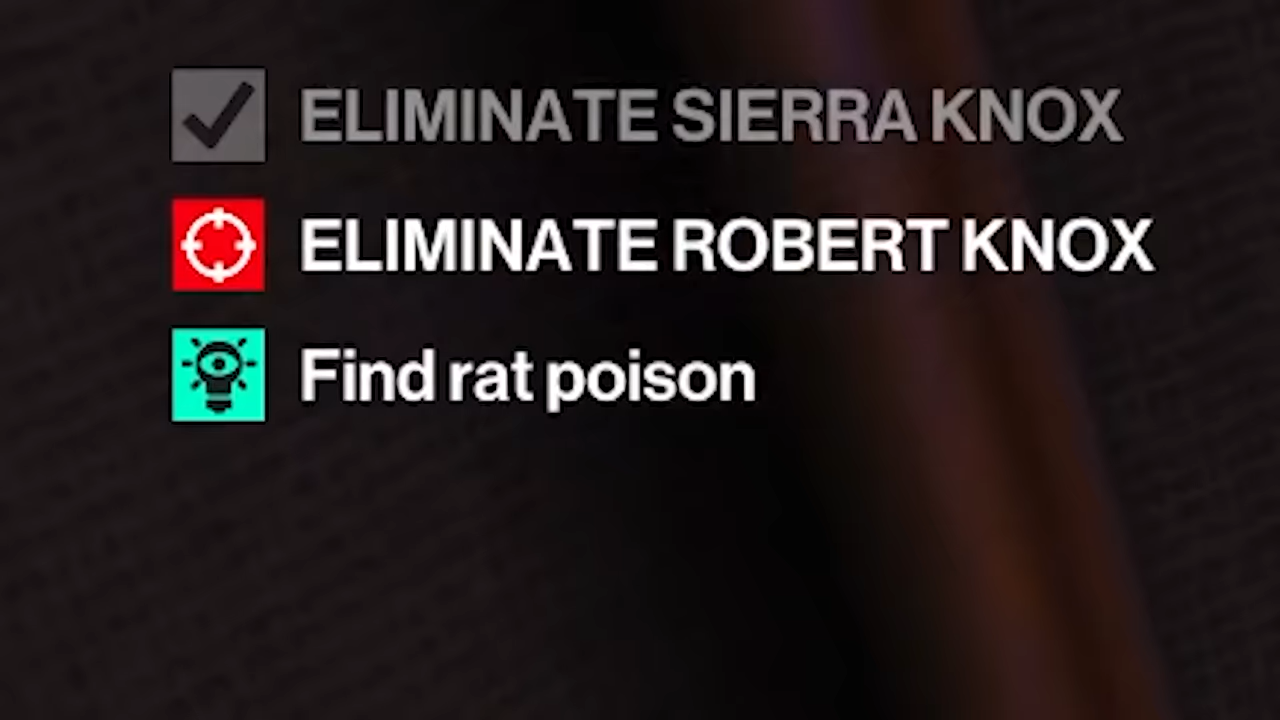 ELIMINATE SIERRA KNOX
ELIMINATE ROBERT KNOX
Find rat poison